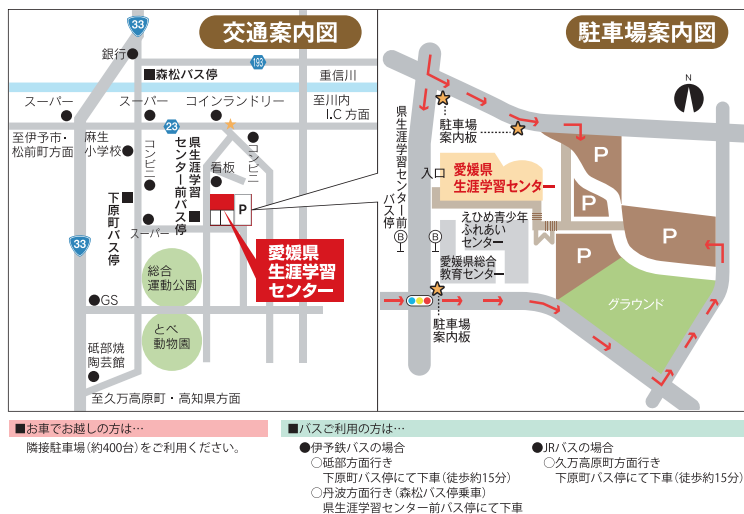 交通案内図
33
銀行
193
森松バス停
重信川
スーパー
スーパー
コインランドリー
至川内
I.C 方面
23
至伊予市・
松前町方面
麻生
小学校
コンビニ
県生涯学習
センター前バス停
コンビニ
看板
下原町バス停
P
スーパー
33
愛媛県
生涯学習
センター
総合
運動公園
GS
とべ
動物園
砥部焼
陶芸館
至久万高原町・高知県方面
駐車場案内図
N
駐車場
案内板
県生涯学習センター前
バス停
入口
愛媛県
生涯学習センター
P
P
P
P
えひめ青少年
ふれあい
センター
B
B
愛媛県総合
教育センター
グラウンド
駐車場
案内板
■お車でお越しの方は…
隣接駐車場(約400台)をご利用ください。
■バスご利用の方は…
●伊予鉄バスの場合
○砥部方面行き
下原町バス停にて下車(徒歩約15分)
○丹波方面行き(森松バス停乗車)
県生涯学習センター前バス停にて下車
●JRバスの場合
○久万高原町方面行き
下原町バス停にて下車(徒歩約15分)